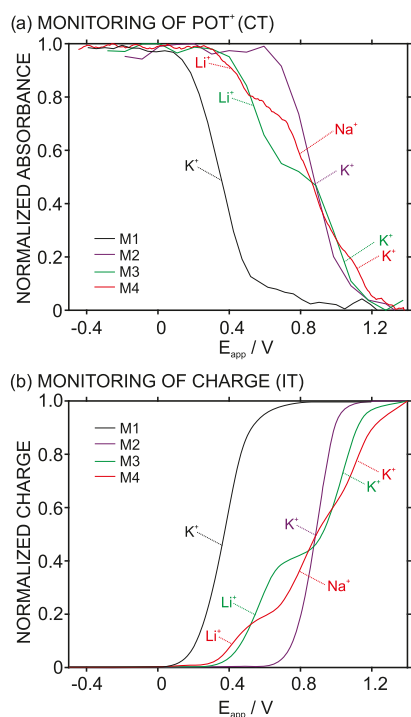 (a) MONITORING OF POT⁺ (CT)
NORMALIZED ABSORBANCE
1.0
0.8
0.6
0.4
0.2
0
Li⁺
Li⁺
Na⁺
K⁺
K⁺
K⁺
K⁺
M1
M2
M3
M4
-0.4 0 0.4 0.8 1.2
E_app / V
(b) MONITORING OF CHARGE (IT)
NORMALIZED CHARGE
1.0
0.8
0.6
0.4
0.2
0
M1
M2
M3
M4
K⁺
K⁺
K⁺
K⁺
Li⁺
Na⁺
Li⁺
-0.4 0 0.4 0.8 1.2
E_app / V